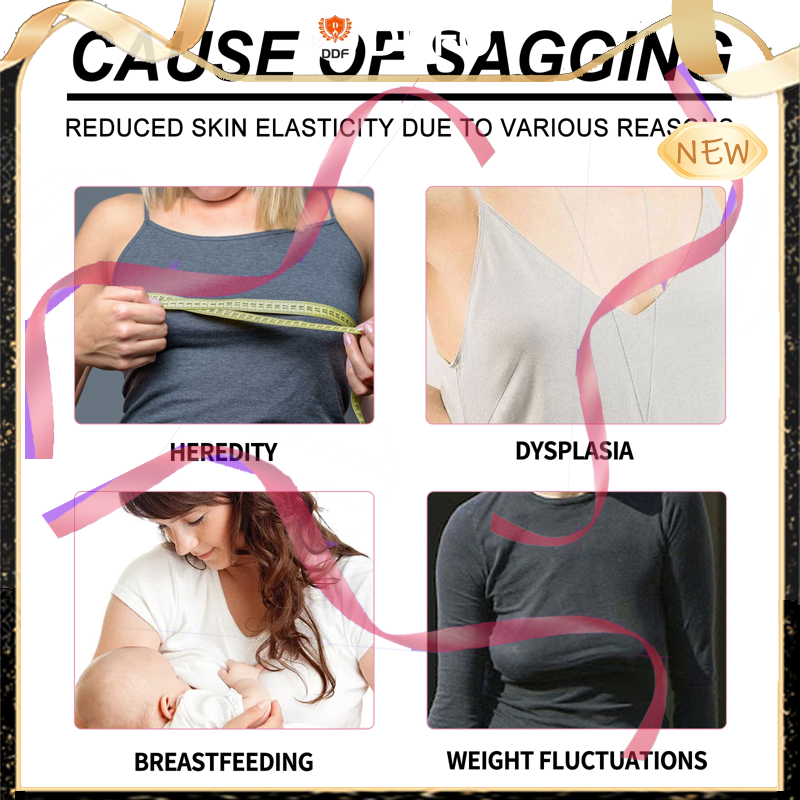 CAUSE OF SAGGING
DDF
REDUCED SKIN ELASTICITY DUE TO VARIOUS REASONS
NEW
HEREDITY
DYSPLASIA
BREASTFEEDING
WEIGHT FLUCTUATIONS